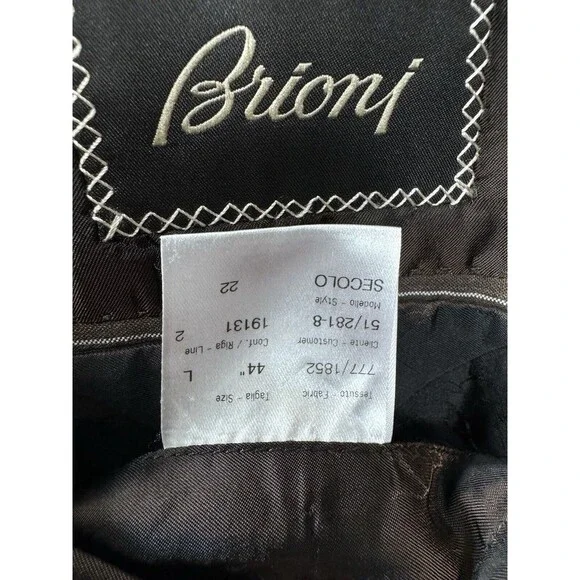 Brioni
Tessuto - Fabric Taglia - Size
777/1852 44" L
Cliente - Customer Conf. / Riga - Line
51/281-8 19131 2
Modello - Style
SECOLO 22